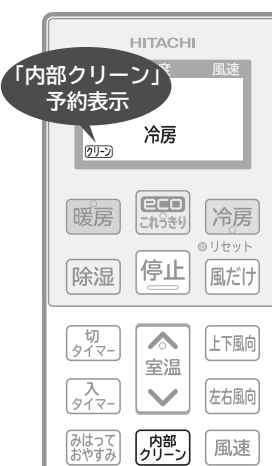 HITACHI
「内部クリーン」
予約表示
度 風速
冷房
クリーン
暖房 eco これっきり 冷房
リセット
除湿 停止 風だけ
切タイマー 室温 上下風向
入タイマー 左右風向
みはっておやすみ 内部クリーン 風速